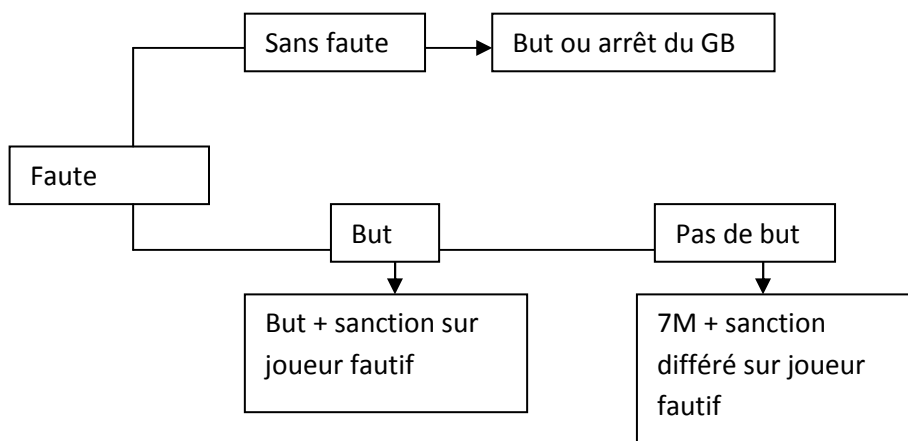 Sans faute
But ou arrêt du GB
Faute
But
Pas de but
But + sanction sur
joueur fautif
7M + sanction
différé sur joueur
fautif